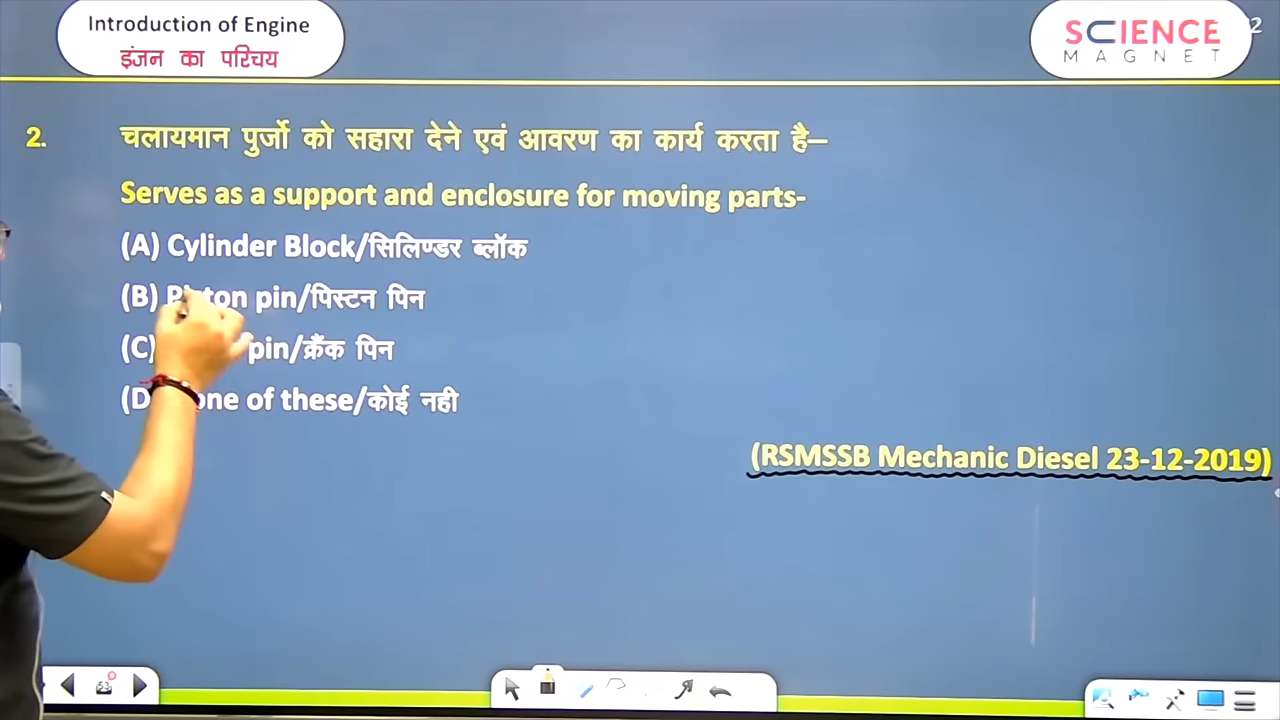 Introduction of Engine
इंजन का परिचय
SCIENCE
MAGNET
2
2. चलायमान पुर्जो को सहारा देने एवं आवरण का कार्य करता है–
Serves as a support and enclosure for moving parts-
(A) Cylinder Block/सिलिण्डर ब्लॉक
(B) pin/पिस्टन पिन
(C) pin/क्रैंक पिन
of these/कोई नही
(RSMSSB Mechanic Diesel 23-12-2019)